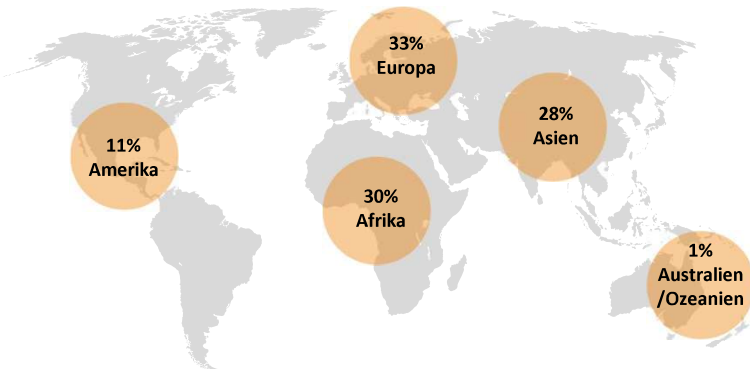 33%
Europa
28%
Asien
11%
Amerika
30%
Afrika
1%
Australien
/Ozeanien